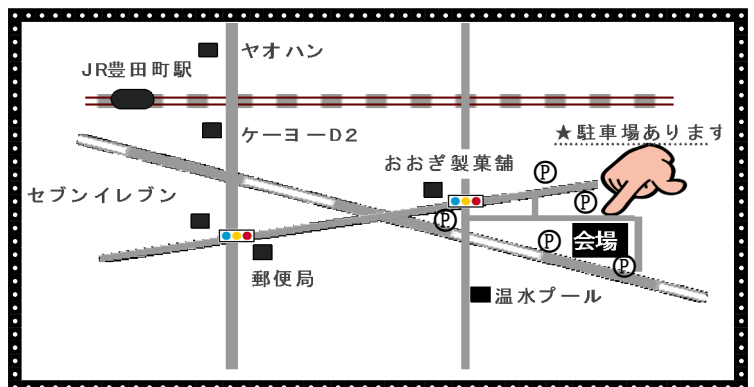 ヤオハン
JR豊田町駅
ケーヨーD2
★駐車場あります
おおぎ製菓舗
P
セブンイレブン
P
P
会場
P
P
郵便局
温水プール